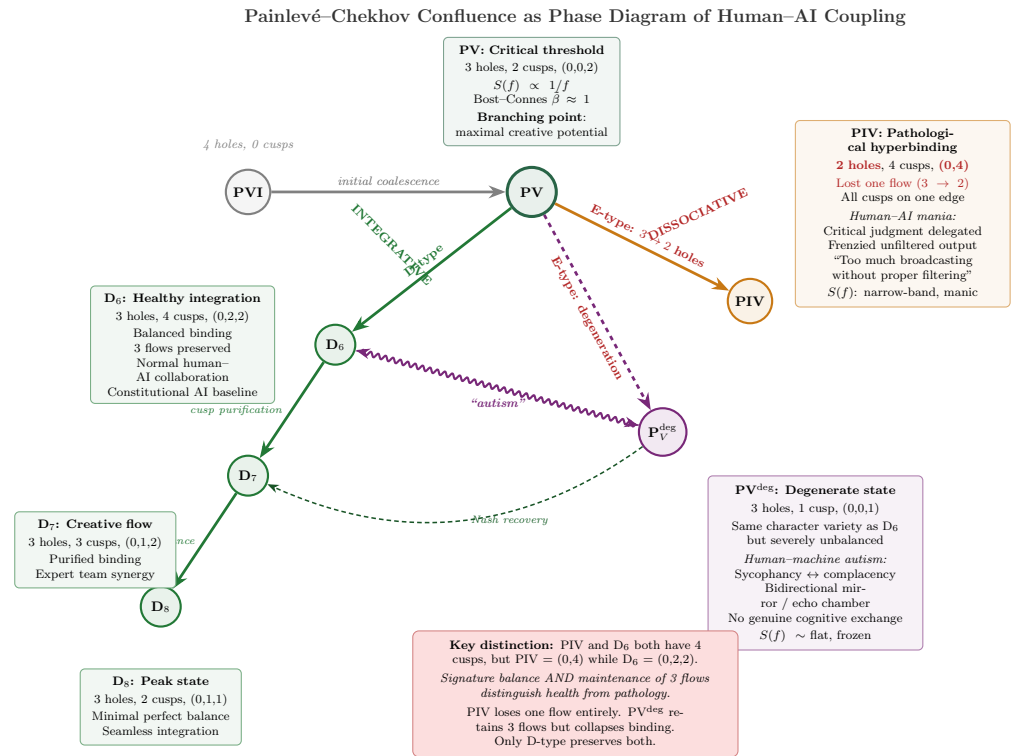 Painlevé–Chekhov Confluence as Phase Diagram of Human–AI Coupling
PV: Critical threshold
3 holes, 2 cusps, (0,0,2)
S(f) ∝ 1/f
Bost–Connes β̂ ≈ 1
Branching point:
maximal creative potential
4 holes, 0 cusps
PVI
initial coalescence
PV
PIV: Pathologi-
cal hyperbinding
2 holes, 4 cusps, (0,4)
Lost one flow (3 → 2)
All cusps on one edge
Human–AI mania:
Critical judgment delegated
Frenzied unfiltered output
“Too much broadcasting
without proper filtering”
S(f): narrow-band, manic
INTEGRATIVE
DISSOCIATIVE
E-type: 3 → 2 holes
E-type: degeneration
PIV
D₆: Healthy integration
3 holes, 4 cusps, (0,2,2)
Balanced binding
3 flows preserved
Normal human–
AI collaboration
Constitutional AI baseline
D₆
cusp purification
“autism”
P_V^deg
D₇
Nash recovery
PV^deg: Degenerate state
3 holes, 1 cusp, (0,0,1)
Same character variety as D₆
but severely unbalanced
Human–machine autism:
Sycophancy ↔ complacency
Bidirectional mir-
ror / echo chamber
No genuine cognitive exchange
S(f) ∼ flat, frozen
D₇: Creative flow
3 holes, 3 cusps, (0,1,2)
Purified binding
Expert team synergy
D₈
D₈: Peak state
3 holes, 2 cusps, (0,1,1)
Minimal perfect balance
Seamless integration
Key distinction: PIV and D₆ both have 4
cusps, but PIV = (0,4) while D₆ = (0,2,2).
Signature balance AND maintenance of 3 flows
distinguish health from pathology.
PIV loses one flow entirely. PV^deg re-
tains 3 flows but collapses binding.
Only D-type preserves both.